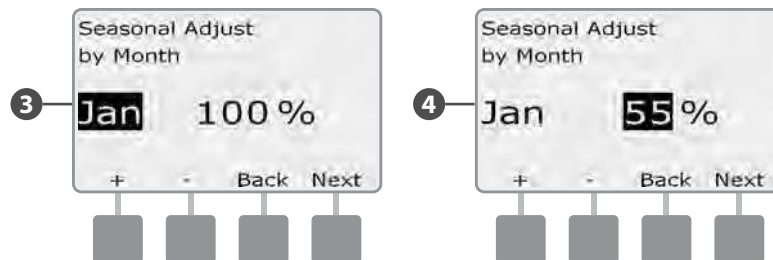 Seasonal Adjust
by Month
3
Jan 100 %
+ - Back Next
Seasonal Adjust
by Month
4
Jan 55 %
+ - Back Next